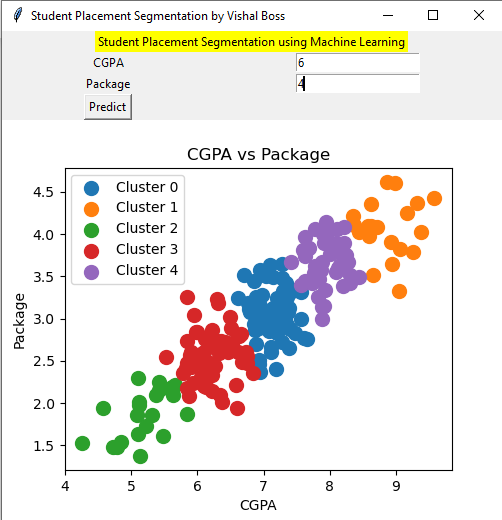 Student Placement Segmentation by Vishal Boss
Student Placement Segmentation using Machine Learning
CGPA 6
Package 4
Predict
CGPA vs Package
Cluster 0
Cluster 1
Cluster 2
Cluster 3
Cluster 4
4.5
4.0
3.5
3.0
2.5
2.0
1.5
Package
4 5 6 7 8 9
CGPA